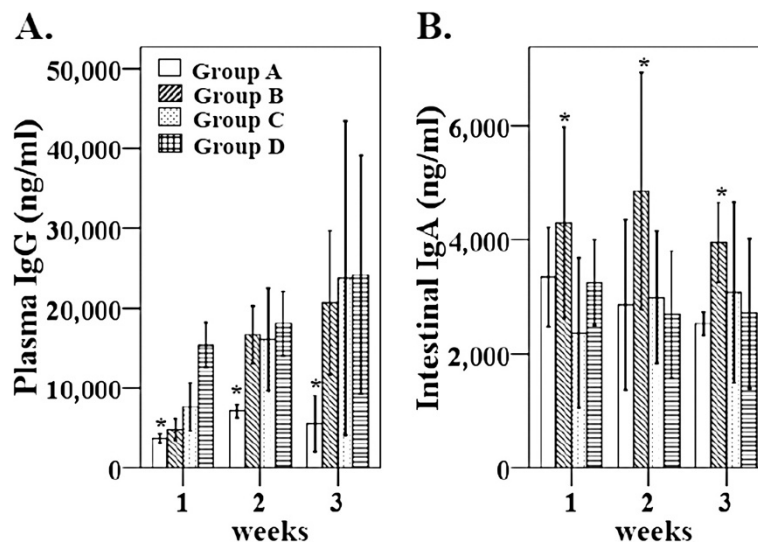 A.
Plasma IgG (ng/ml)
50,000
40,000
30,000
20,000
10,000
0
Group A
Group B
Group C
Group D
*
*
*
1 2 3
weeks
B.
Intestinal IgA (ng/ml)
6,000
4,000
2,000
0
*
*
*
1 2 3
weeks